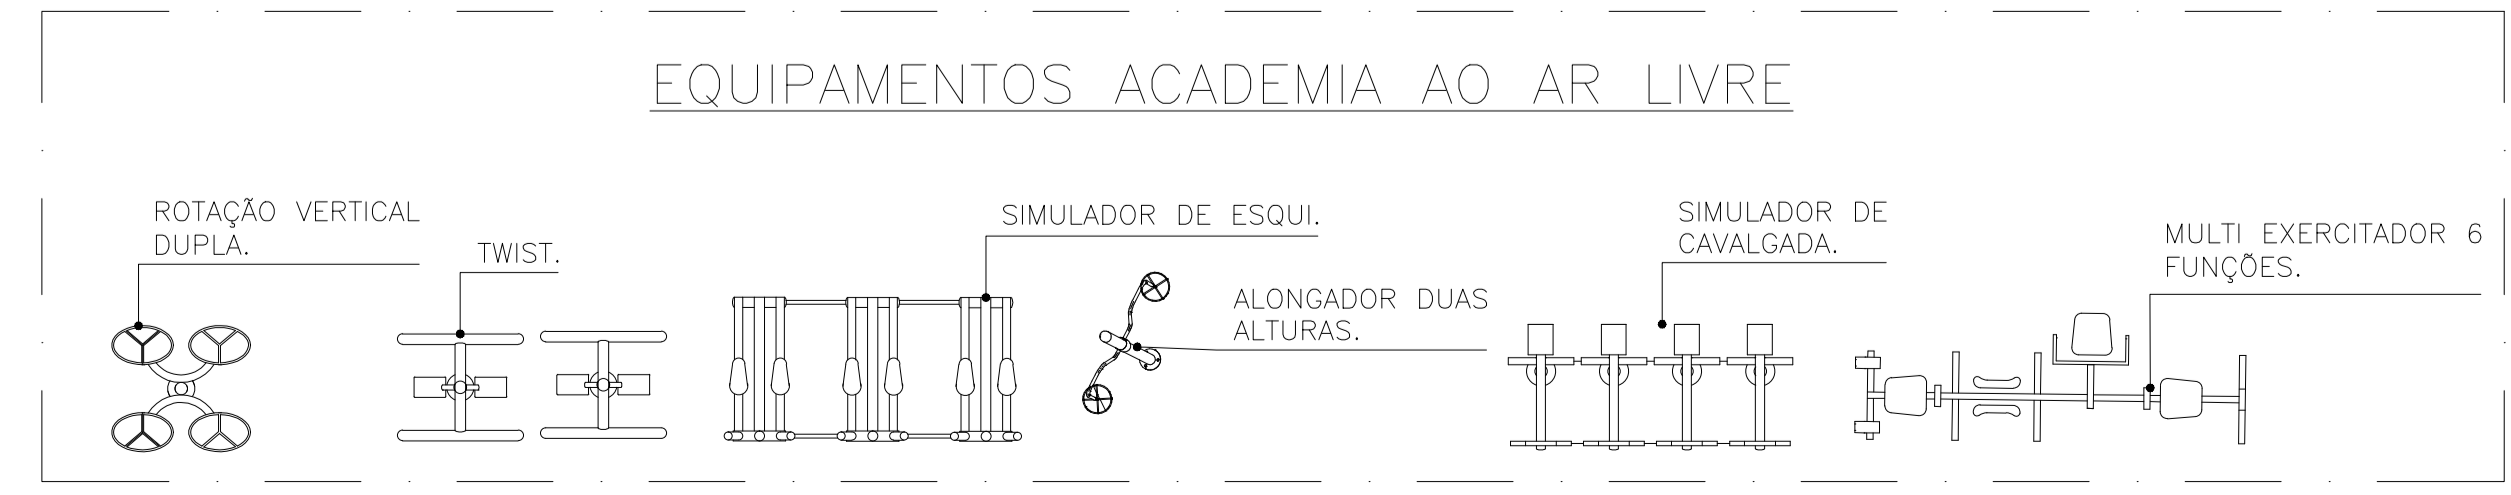 EQUIPAMENTOS ACADEMIA AO AR LIVRE
ROTAÇÃO VERTICAL
DUPLA.
TWIST.
SIMULADOR DE ESQUI.
ALONGADOR DUAS
ALTURAS.
SIMULADOR DE
CAVALGADA.
MULTI EXERCITADOR 6
FUNÇÕES.